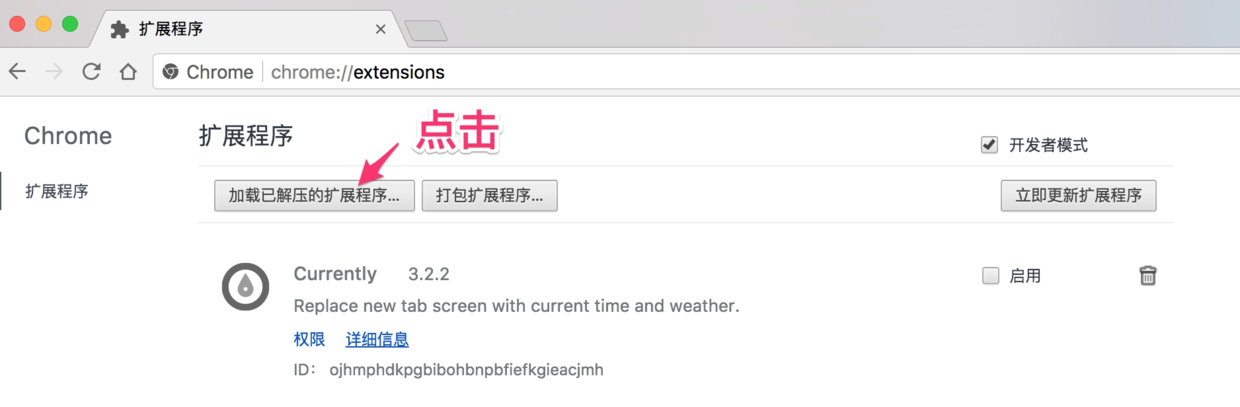 扩展程序
Chrome chrome://extensions
Chrome
扩展程序
点击
开发者模式
扩展程序
加载已解压的扩展程序... 打包扩展程序... 立即更新扩展程序
Currently 3.2.2
启用
Replace new tab screen with current time and weather.
权限 详细信息
ID: ojhmphdkpgbibohbnpbfiefkgieacjmh